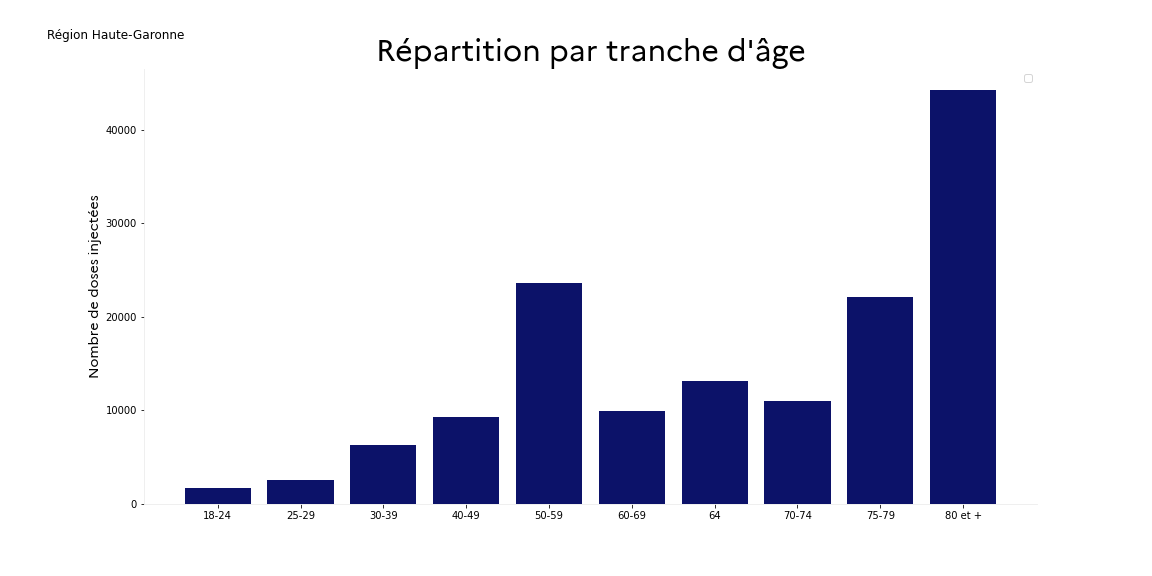 Région Haute-Garonne
Répartition par tranche d'âge
Nombre de doses injectées
40000
30000
20000
10000
0
18-24 25-29 30-39 40-49 50-59 60-69 64 70-74 75-79 80 et +